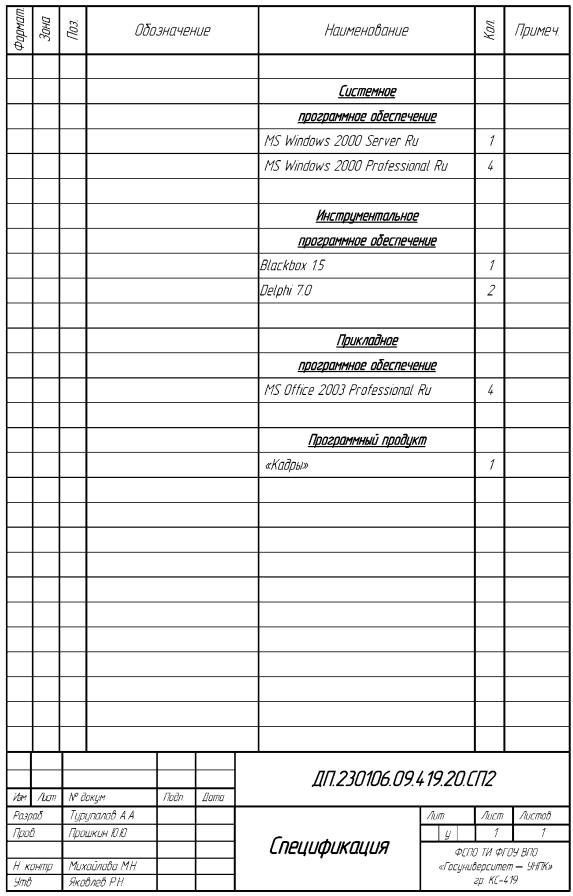 Формат Зона Поз. Обозначение Наименование Кол. Примеч.
Системное
программное обеспечение
MS Windows 2000 Server Ru 1
MS Windows 2000 Professional Ru 4
Инструментальное
программное обеспечение
Blackbox 1.5 1
Delphi 7.0 2
Прикладное
программное обеспечение
MS Office 2003 Professional Ru 4
Программный продукт
«Кадры» 1
ДП.230106.09.419.20.СП2
Изм Лист № докум Подп. Дата
Разраб Турупалов А.А.
Пров. Прошкин Ю.Ю.
Н. контр Михайлова М.Н.
Утв Яковлев Р.Н.
Спецификация
Лит Лист Листов
у 1 1
ФСПО ТИ ФГОУ ВПО
«Госуниверситет — УНПК»
гр. КС-419